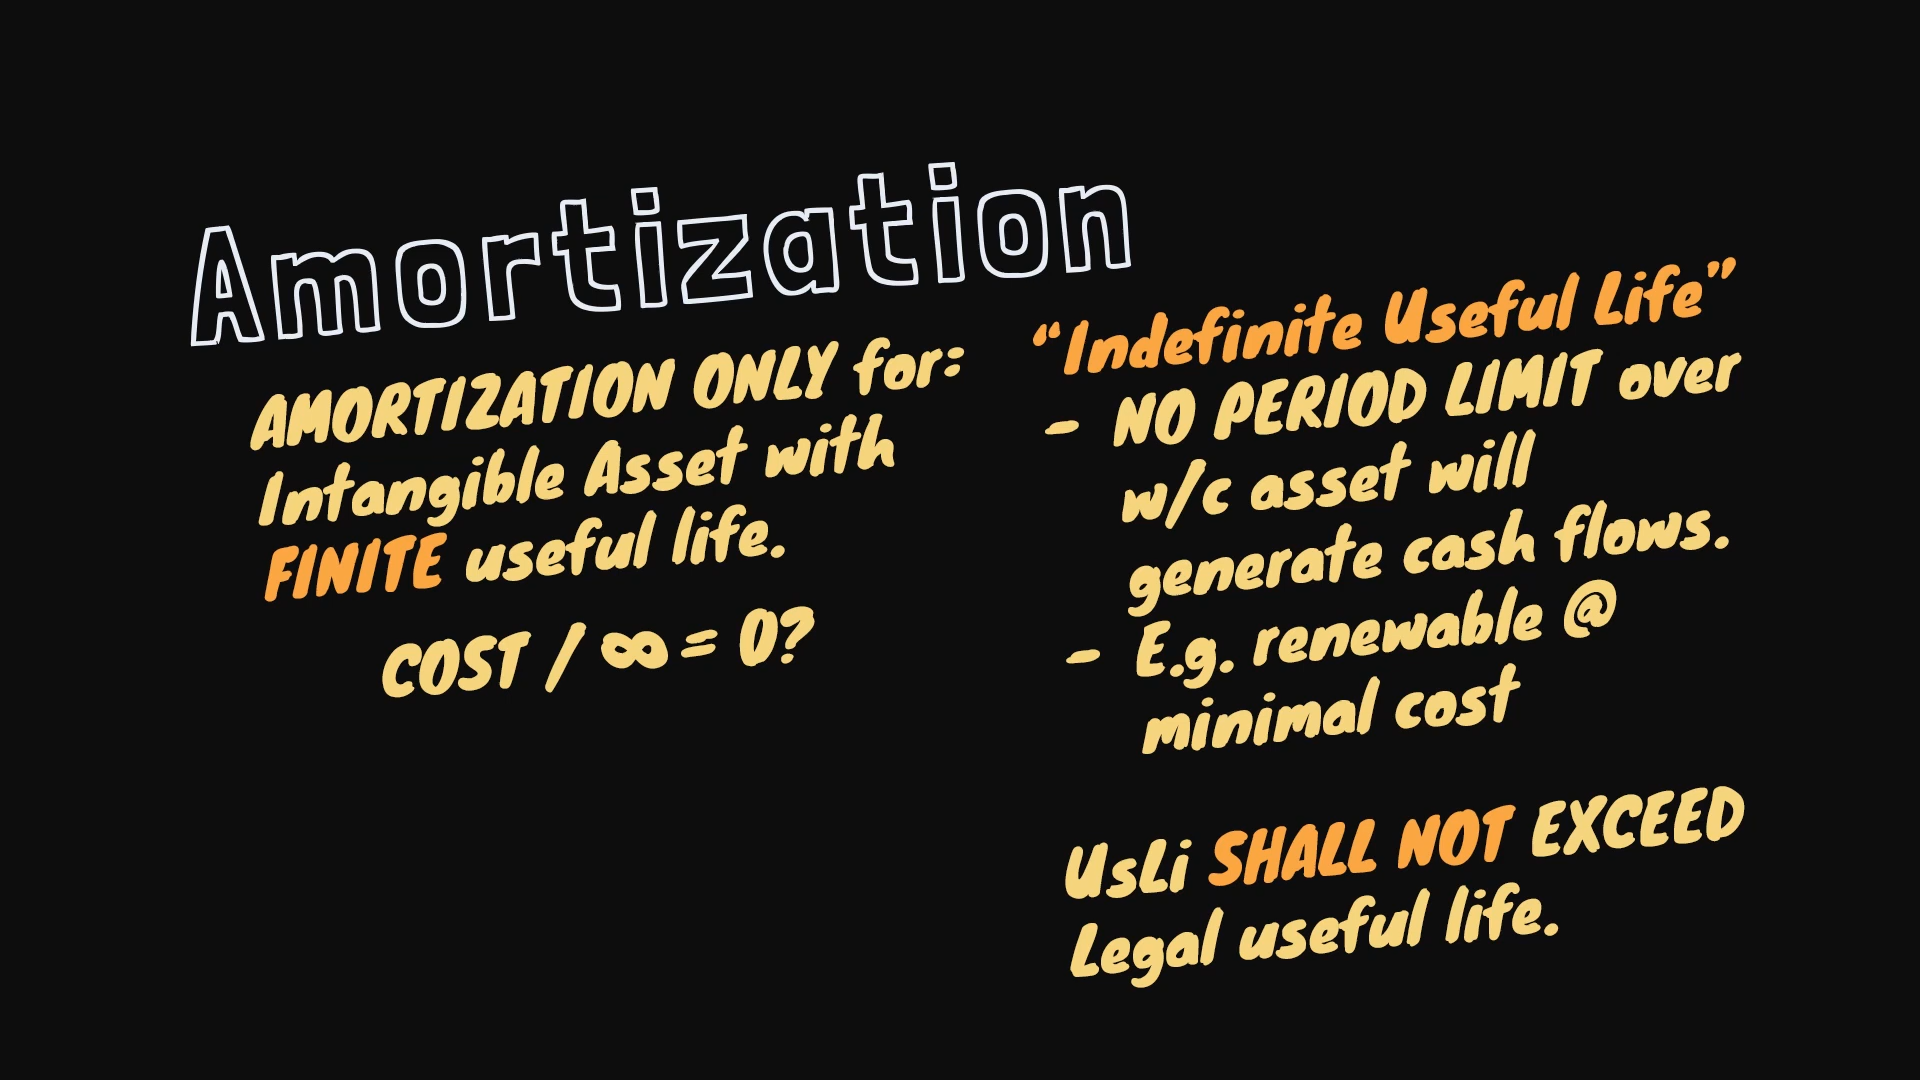 Amortization
AMORTIZATION ONLY for:
Intangible Asset with
FINITE useful life.
COST / ∞ = 0?
“Indefinite Useful Life”
- NO PERIOD LIMIT over
w/c asset will
generate cash flows.
- E.g. renewable @
minimal cost
UsLi SHALL NOT EXCEED
Legal useful life.